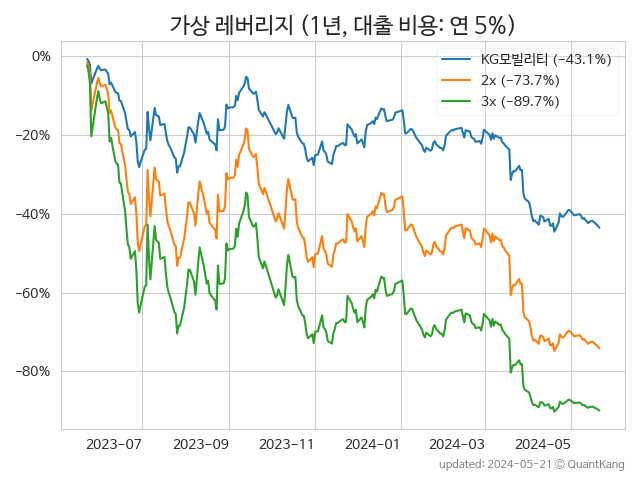 가상 레버리지 (1년, 대출 비용: 연 5%)
KG모빌리티 (−43.1%)
2x (−73.7%)
3x (−89.7%)
0%
−20%
−40%
−60%
−80%
2023-07 2023-09 2023-11 2024-01 2024-03 2024-05
updated: 2024-05-21 © QuantKang